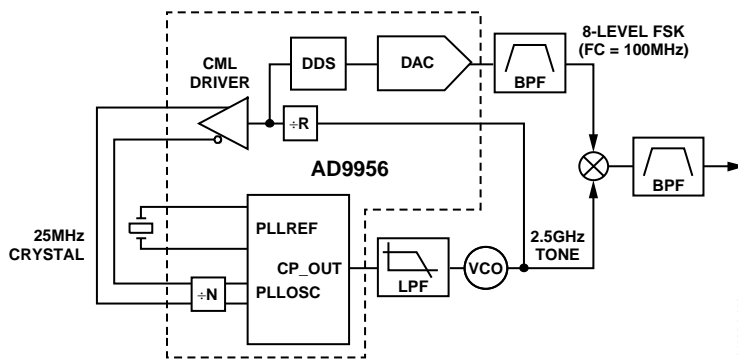 8-LEVEL FSK
(FC = 100MHz)
CML
DRIVER
DDS
DAC
BPF
÷R
AD9956
BPF
25MHz
CRYSTAL
PLLREF
CP_OUT
PLLOSC
÷N
LPF
VCO
2.5GHz
TONE